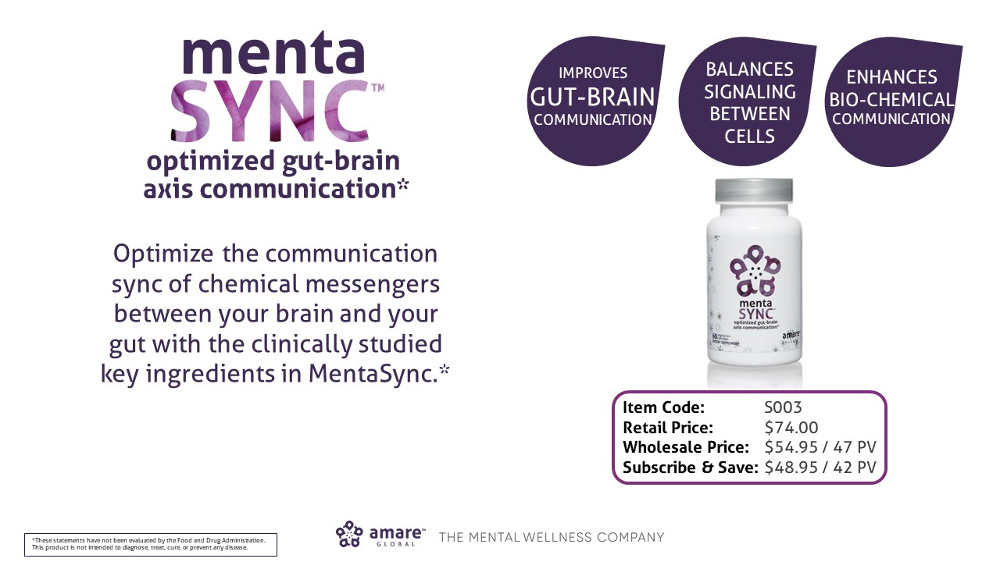 menta
SYNC™
optimized gut-brain
axis communication*
Optimize the communication
sync of chemical messengers
between your brain and your
gut with the clinically studied
key ingredients in MentaSync.*
IMPROVES
GUT-BRAIN
COMMUNICATION
BALANCES
SIGNALING
BETWEEN
CELLS
ENHANCES
BIO-CHEMICAL
COMMUNICATION
menta
SYNC™
optimized gut-brain
axis communication*
60
DIETARY SUPPLEMENT
amare
Item Code: S003
Retail Price: $74.00
Wholesale Price: $54.95 / 47 PV
Subscribe & Save: $48.95 / 42 PV
*These statements have not been evaluated by the Food and Drug Administration.
This product is not intended to diagnose, treat, cure, or prevent any disease.
amare™
GLOBAL
THE MENTAL WELLNESS COMPANY